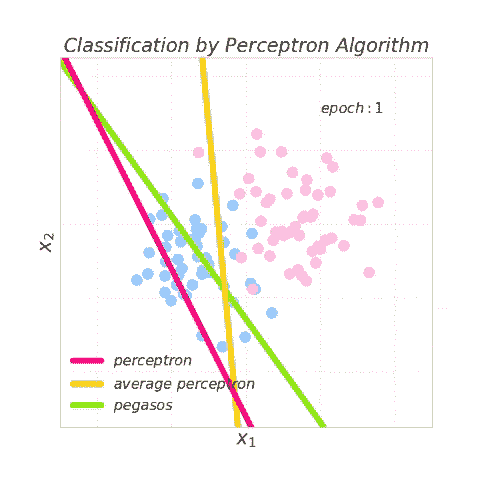 Classification by Perceptron Algorithm
epoch : 1
x₂
perceptron
average perceptron
pegasos
x₁